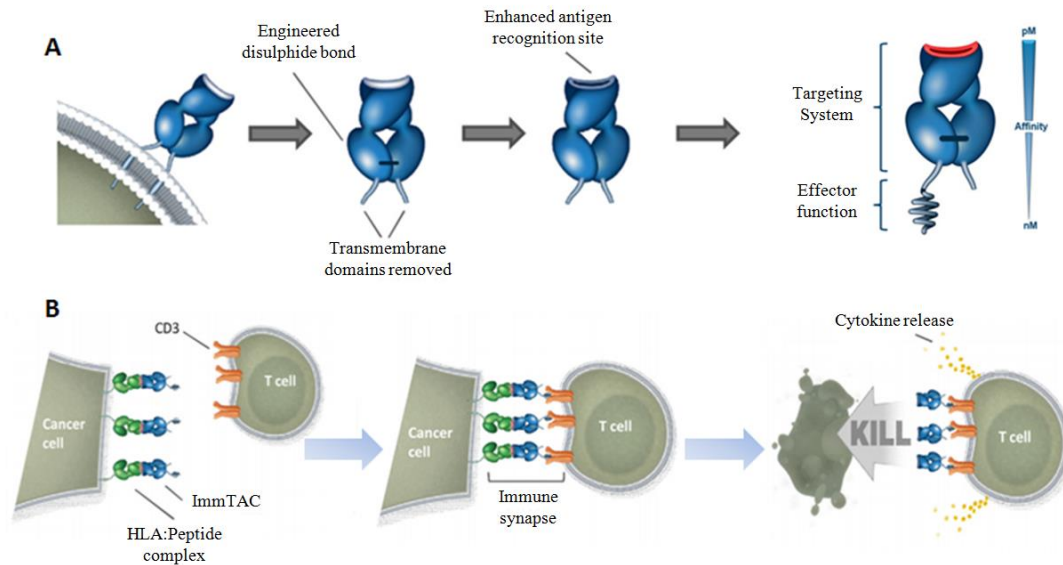 A
Engineered
disulphide bond
Transmembrane
domains removed
Enhanced antigen
recognition site
Targeting
System
Effector
function
pM
Affinity
nM
B
CD3
T cell
Cancer
cell
ImmTAC
HLA:Peptide
complex
Cancer
cell
T cell
Immune
synapse
Cytokine release
KILL
T cell